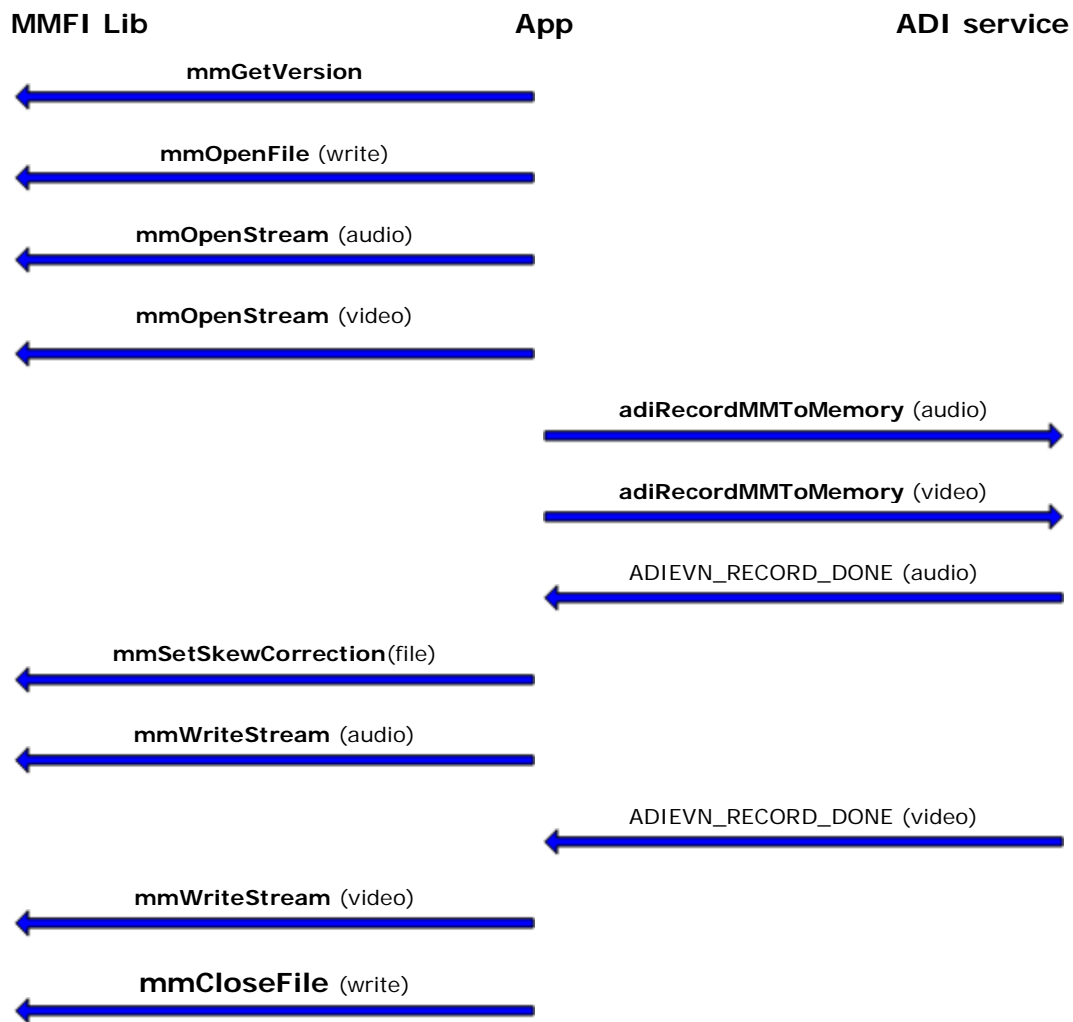 MMFI Lib App ADI service
mmGetVersion
mmOpenFile (write)
mmOpenStream (audio)
mmOpenStream (video)
adiRecordMMToMemory (audio)
adiRecordMMToMemory (video)
ADIEVN_RECORD_DONE (audio)
mmSetSkewCorrection(file)
mmWriteStream (audio)
ADIEVN_RECORD_DONE (video)
mmWriteStream (video)
mmCloseFile (write)